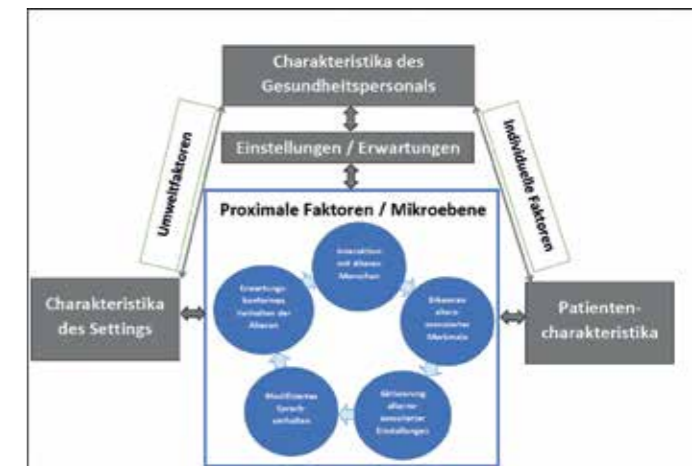 Charakteristika des
Gesundheitspersonals
Einstellungen / Erwartungen
Umweltfaktoren
Individuelle Faktoren
Proximale Faktoren / Mikroebene
Interaktion
mit älteren
Menschen
Erwartungs-
konformes
Verhalten der
Älteren
Erkennen
alters-
assoziierter
Merkmale
Charakteristika
des Settings
Patienten-
charakteristika
Modifiziertes
Sprach-
verhalten
Aktivierung
alters-
assoziierter
Einstellungen